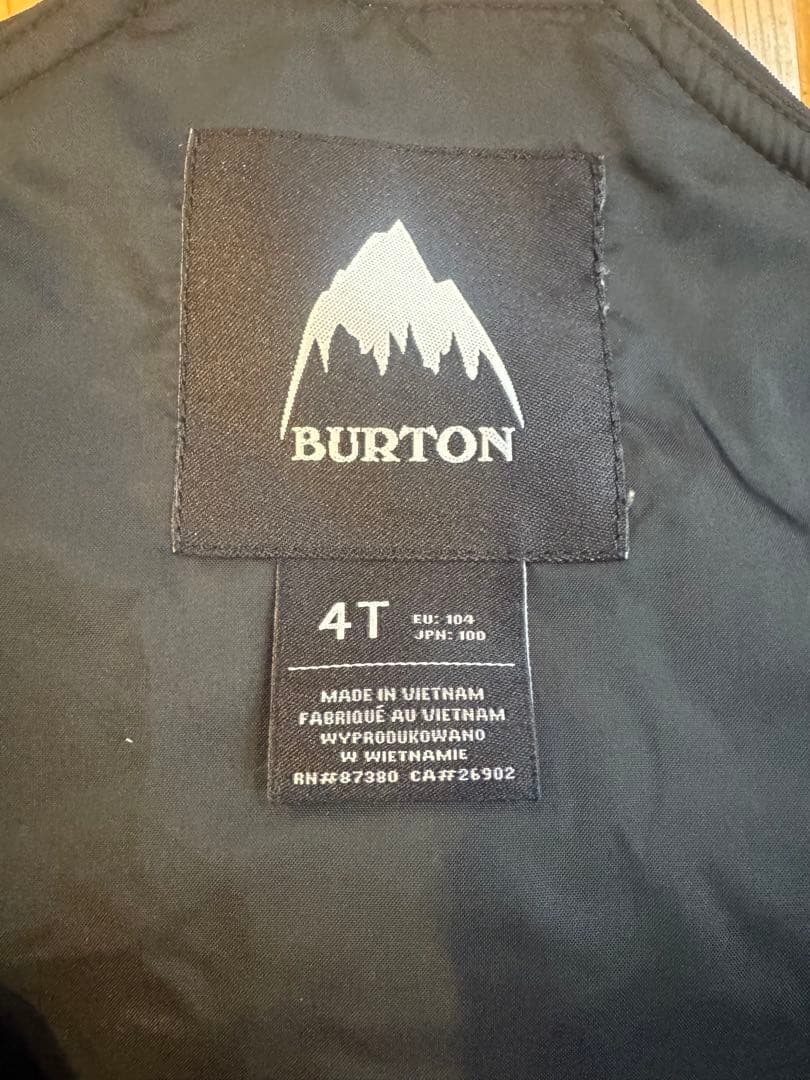 BURTON
4T
EU: 104
JPN: 100
MADE IN VIETNAM
FABRIQUÉ AU VIETNAM
WYPRODUKOWANO
W WIETNAMIE
RN#87380 CA#26902